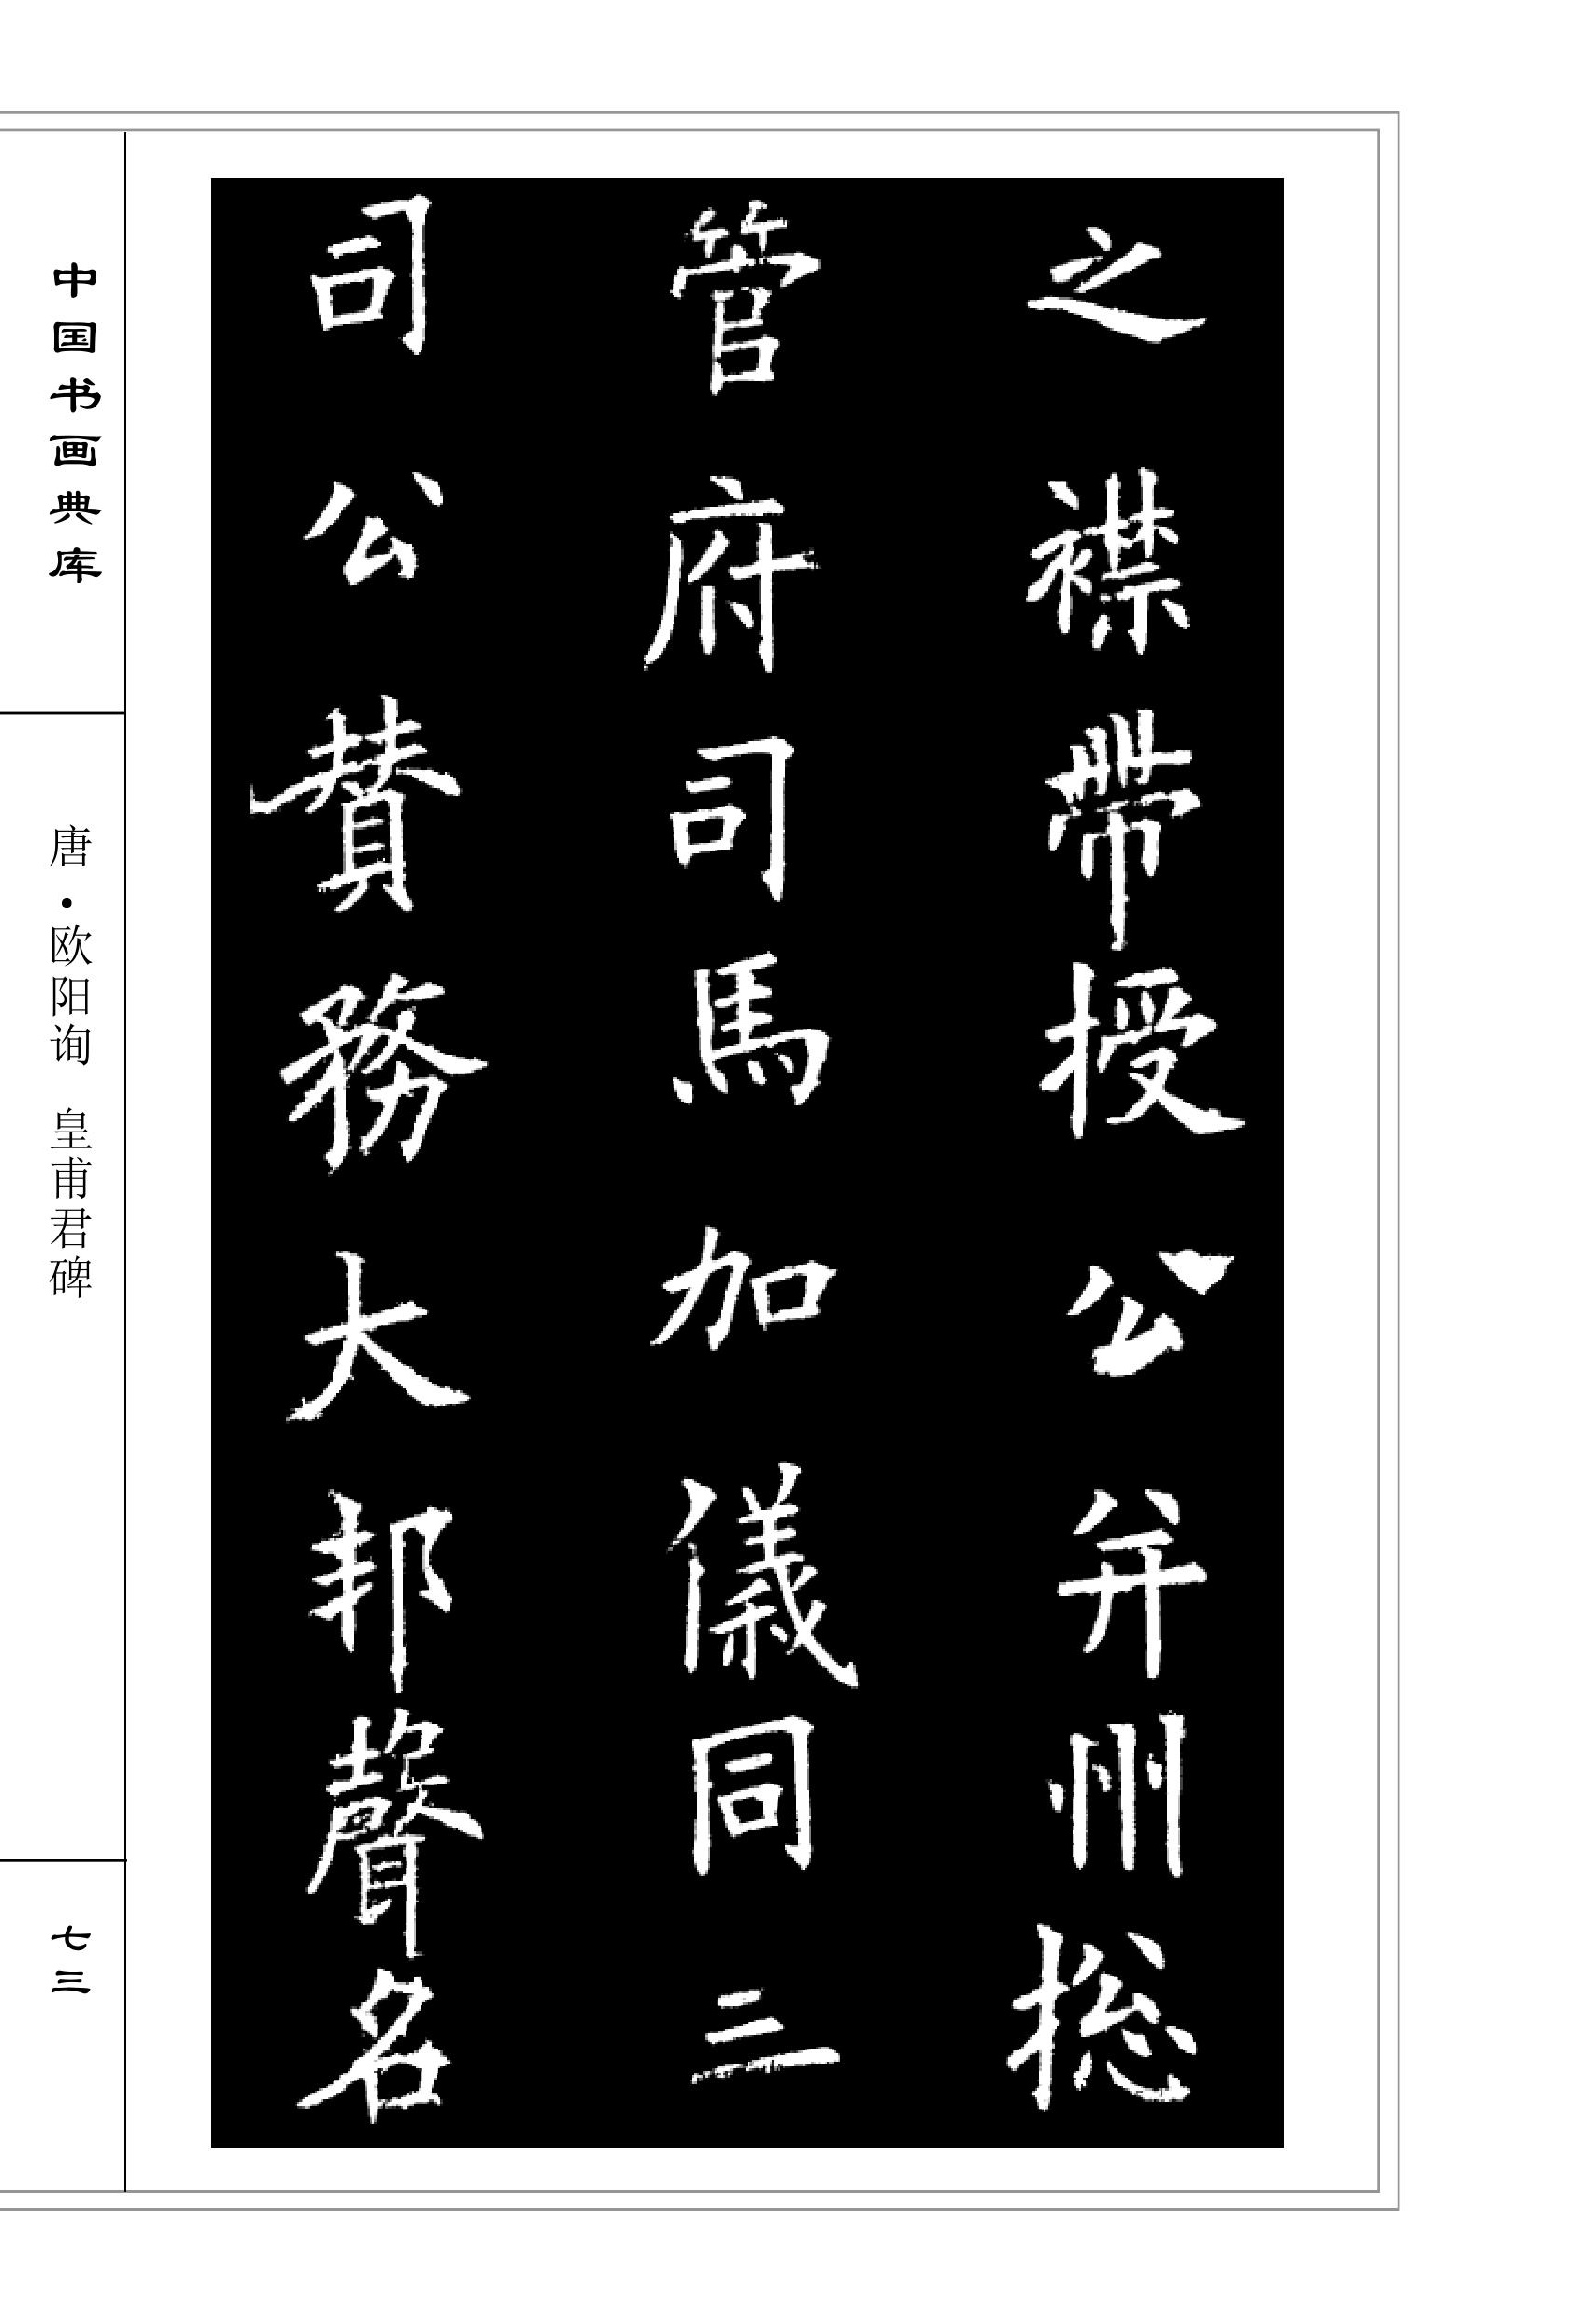 之襟帶授公并州揔
管府司馬加儀同三
司公贊務大邦聲名
中国书画典库
唐·欧阳询 皇甫君碑
七三